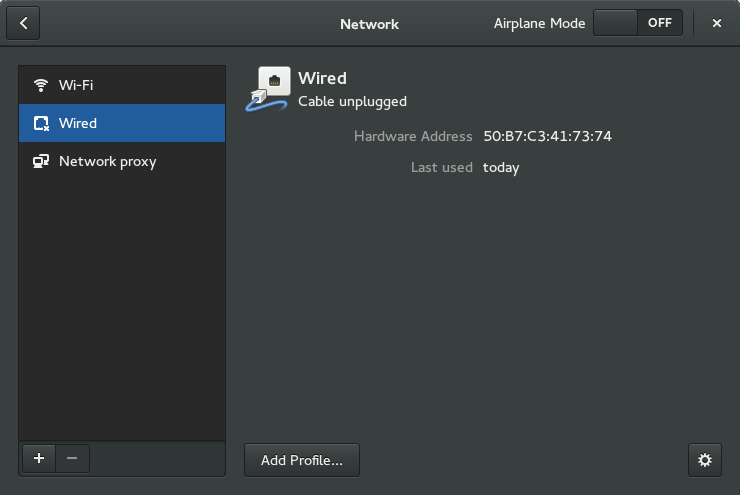 Network
Airplane Mode
OFF
Wi-Fi
Wired
Network proxy
Wired
Cable unplugged
Hardware Address 50:B7:C3:41:73:74
Last used today
Add Profile...